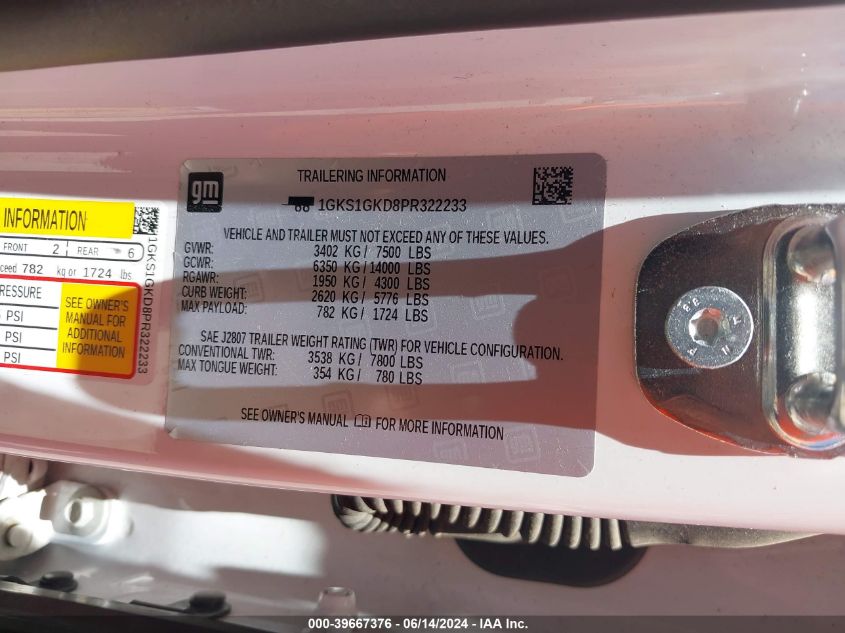 INFORMATION
FRONT 2 REAR 6
ceed 782 kg or 1724 lbs.
RESSURE
PSI
PSI
PSI
SEE OWNER'S
MANUAL FOR
ADDITIONAL
INFORMATION
1GKS1GKD8PR322233
gm
TRAILERING INFORMATION
1GKS1GKD8PR322233
VEHICLE AND TRAILER MUST NOT EXCEED ANY OF THESE VALUES.
GVWR: 3402 KG / 7500 LBS
GCWR: 6350 KG / 14000 LBS
RGAWR: 1950 KG / 4300 LBS
CURB WEIGHT: 2620 KG / 5776 LBS
MAX PAYLOAD: 782 KG / 1724 LBS
SAE J2807 TRAILER WEIGHT RATING (TWR) FOR VEHICLE CONFIGURATION.
CONVENTIONAL TWR: 3538 KG / 7800 LBS
MAX TONGUE WEIGHT: 354 KG / 780 LBS
SEE OWNER'S MANUAL FOR MORE INFORMATION
000-39667376 - 06/14/2024 - IAA Inc.